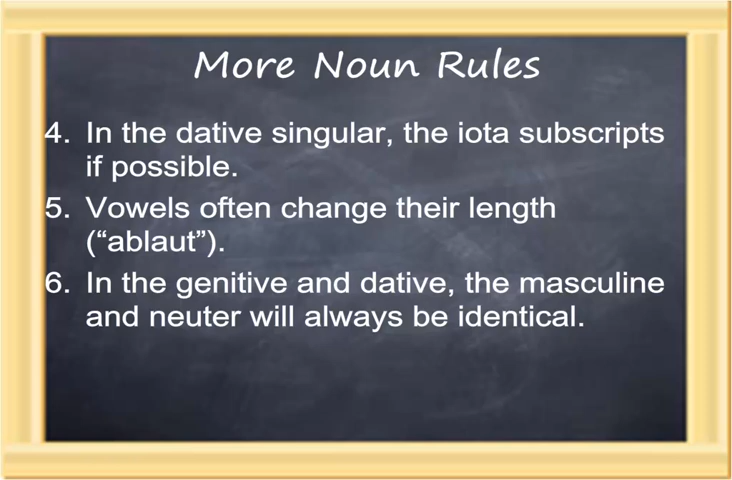 More Noun Rules
4. In the dative singular, the iota subscripts
if possible.
5. Vowels often change their length
(“ablaut”).
6. In the genitive and dative, the masculine
and neuter will always be identical.